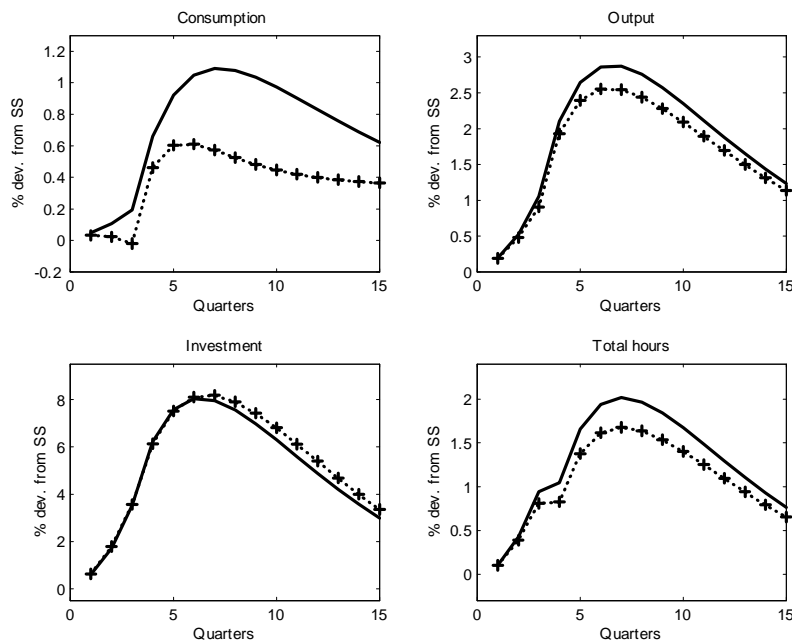 Consumption
% dev. from SS
1.2
1
0.8
0.6
0.4
0.2
0
-0.2
0 5 10 15
Quarters
Output
% dev. from SS
3
2.5
2
1.5
1
0.5
0
0 5 10 15
Quarters
Investment
% dev. from SS
8
6
4
2
0
0 5 10 15
Quarters
Total hours
% dev. from SS
2
1.5
1
0.5
0
0 5 10 15
Quarters